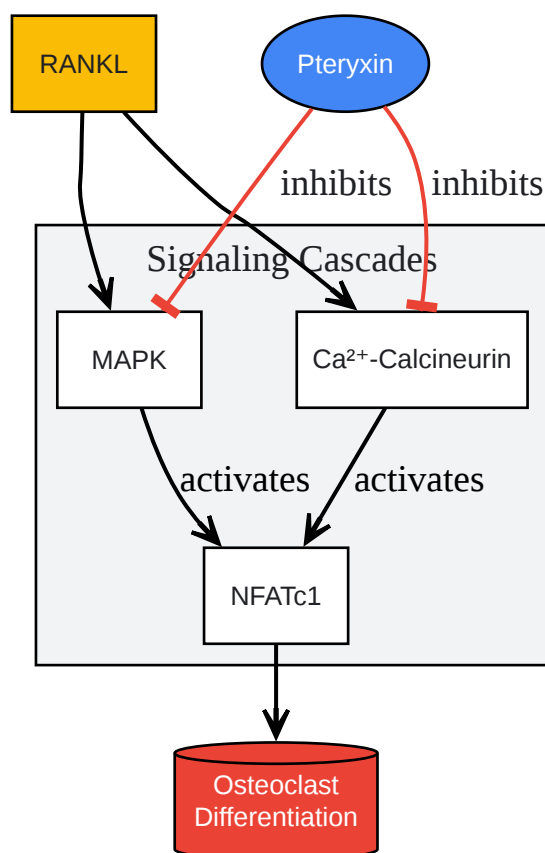 RANKL
Pteryxin
inhibits
inhibits
Signaling Cascades
MAPK
Ca²⁺-Calcineurin
activates
activates
NFATc1
Osteoclast
Differentiation